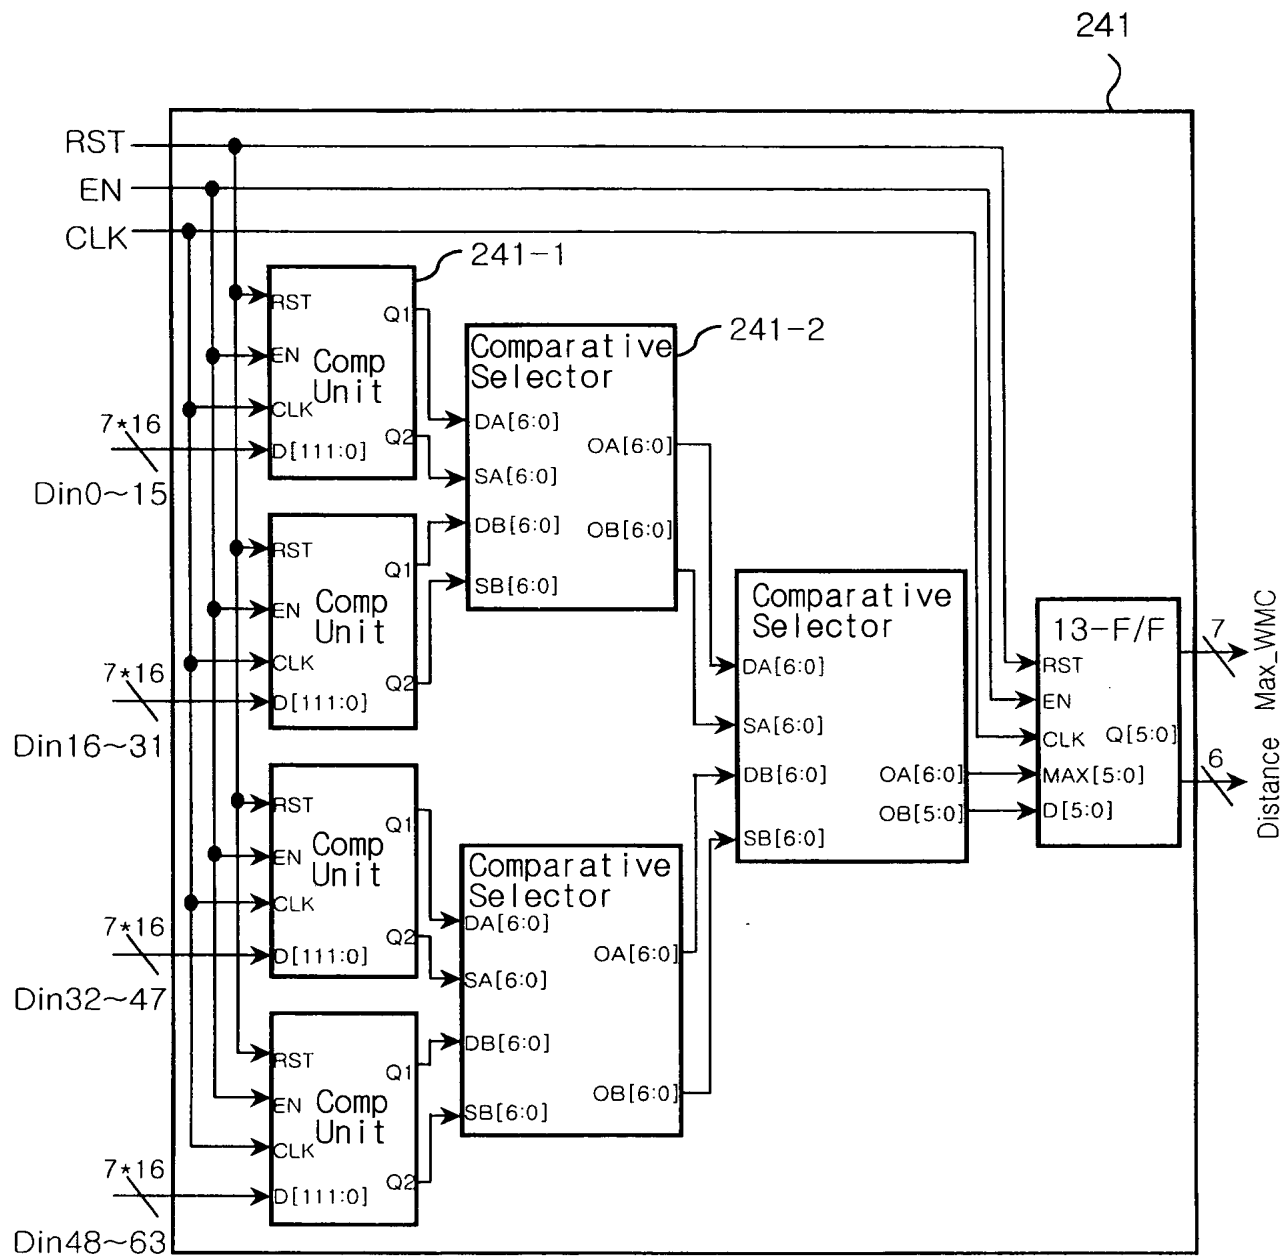 241
RST
EN
CLK
241-1
RST
EN
CLK
D[111:0]
Comp
Unit
Q1
Q2
7*16
Din0~15
241-2
Comparative
Selector
DA[6:0]
SA[6:0]
DB[6:0]
SB[6:0]
OA[6:0]
OB[6:0]
RST
EN
CLK
D[111:0]
Comp
Unit
Q1
Q2
7*16
Din16~31
Comparative
Selector
DA[6:0]
SA[6:0]
DB[6:0]
SB[6:0]
OA[6:0]
OB[5:0]
13-F/F
RST
EN
CLK
MAX[5:0]
D[5:0]
Q[5:0]
7
Max_WMC
6
Distance
RST
EN
CLK
D[111:0]
Comp
Unit
Q1
Q2
7*16
Din32~47
Comparative
Selector
DA[6:0]
SA[6:0]
DB[6:0]
SB[6:0]
OA[6:0]
OB[6:0]
RST
EN
CLK
D[111:0]
Comp
Unit
Q1
Q2
7*16
Din48~63